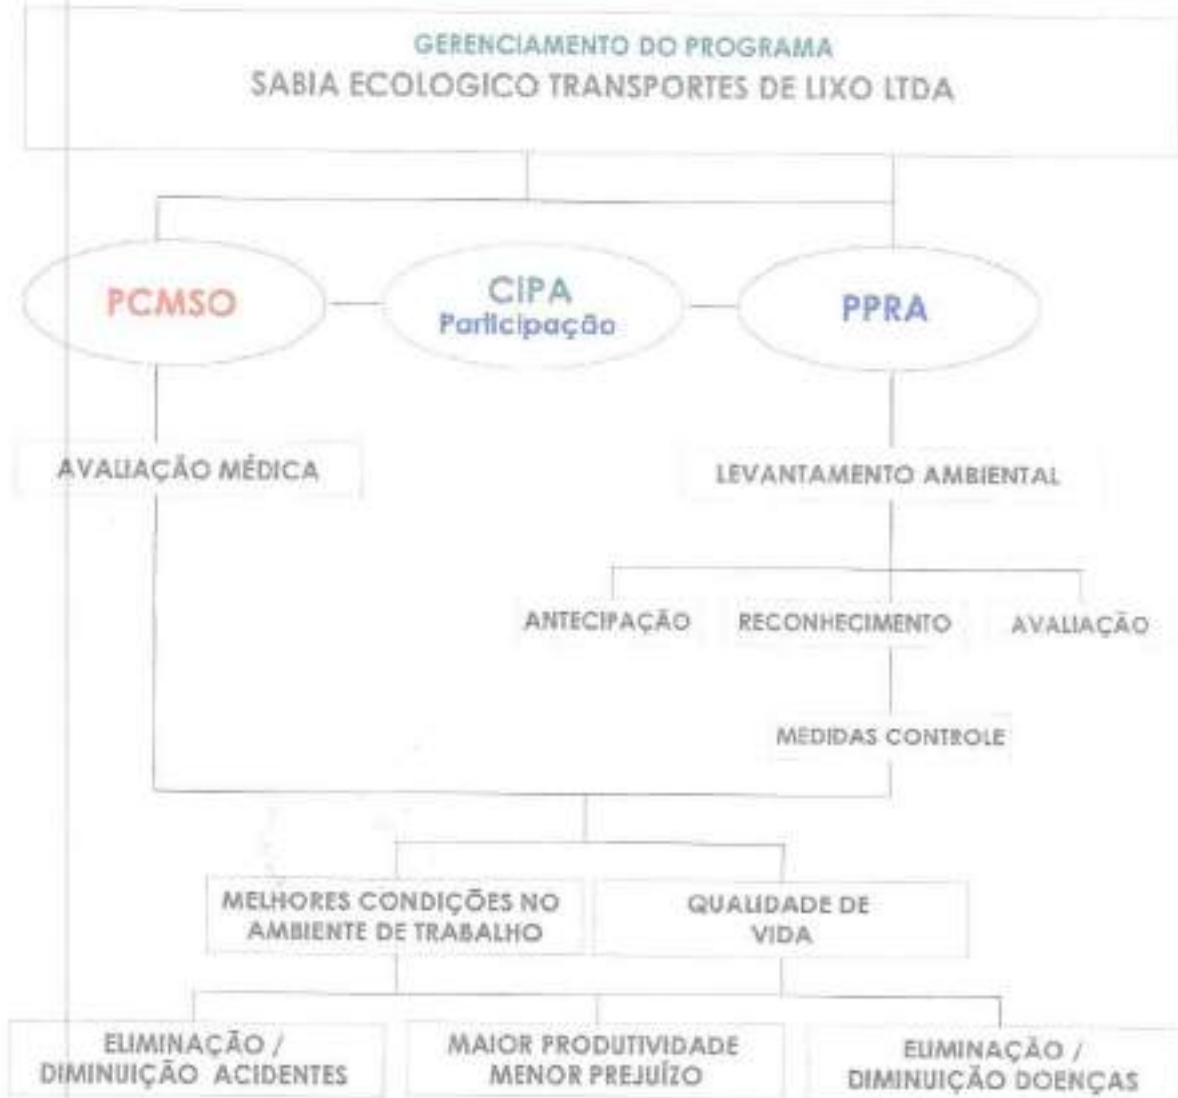 GERENCIAMENTO DO PROGRAMA
SABIA ECOLOGICO TRANSPORTES DE LIXO LTDA
PCMSO
CIPA
Participação
PPRA
AVALIAÇÃO MÉDICA
LEVANTAMENTO AMBIENTAL
ANTECIPAÇÃO
RECONHECIMENTO
AVALIAÇÃO
MEDIDAS CONTROLE
MELHORES CONDIÇÕES NO
AMBIENTE DE TRABALHO
QUALIDADE DE
VIDA
ELIMINAÇÃO /
DIMINUIÇÃO ACIDENTES
MAIOR PRODUTIVIDADE
MENOR PREJUÍZO
ELIMINAÇÃO /
DIMINUIÇÃO DOENÇAS